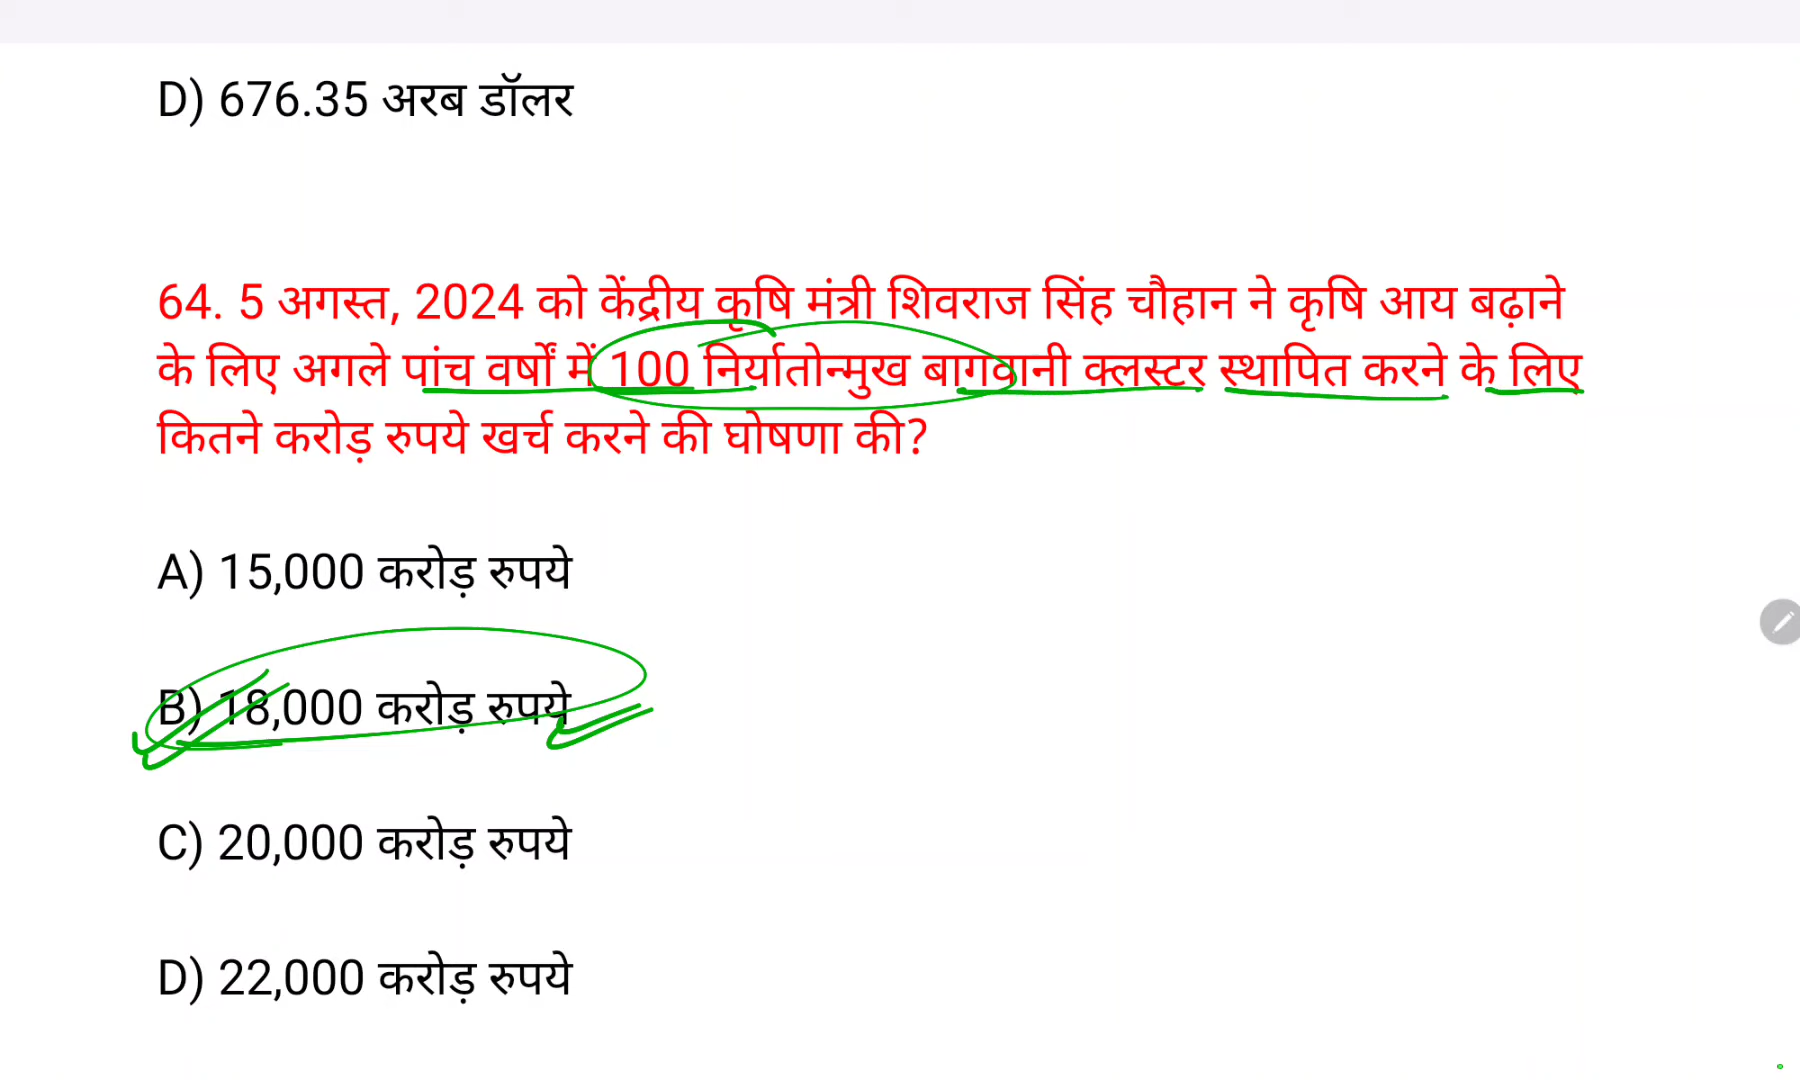 D) 676.35 अरब डॉलर
64. 5 अगस्त, 2024 को केंद्रीय कृषि मंत्री शिवराज सिंह चौहान ने कृषि आय बढ़ाने
के लिए अगले पांच वर्षों में 100 निर्यातोन्मुख बागवानी क्लस्टर स्थापित करने के लिए
कितने करोड़ रुपये खर्च करने की घोषणा की?
A) 15,000 करोड़ रुपये
B) 18,000 करोड़ रुपये
C) 20,000 करोड़ रुपये
D) 22,000 करोड़ रुपये